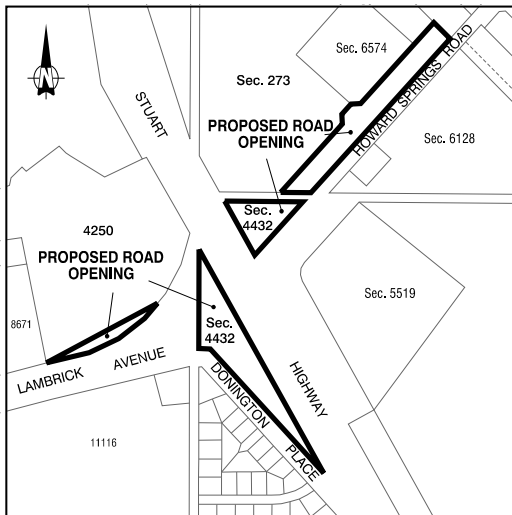 Sec. 6574
HOWARD SPRINGS ROAD
STUART
Sec. 273
PROPOSED ROAD
OPENING
Sec. 6128
Sec.
4432
4250
PROPOSED ROAD
OPENING
Sec. 5519
8671
Sec.
4432
LAMBRICK AVENUE
DONINGTON PLACE
HIGHWAY
11116